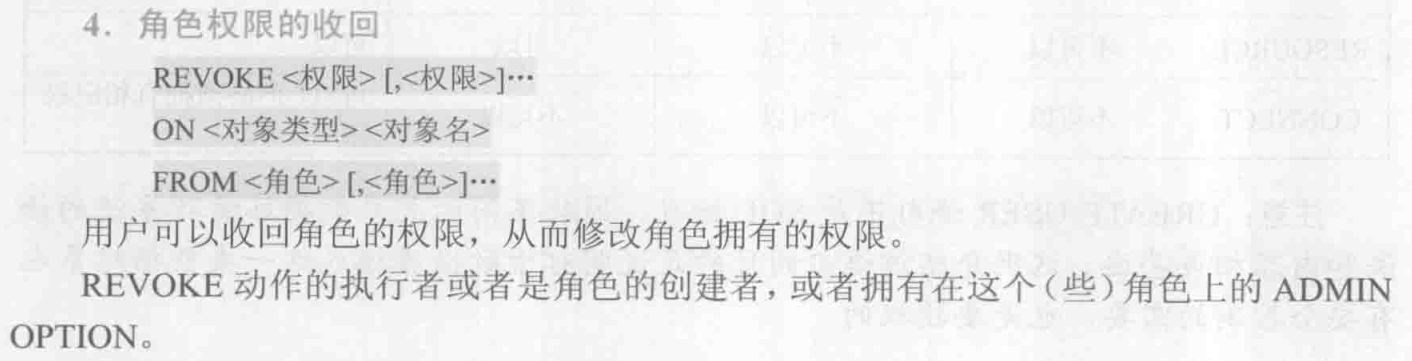 4. 角色权限的收回
REVOKE <权限> [,<权限>]…
ON <对象类型> <对象名>
FROM <角色> [,<角色>]…
用户可以收回角色的权限，从而修改角色拥有的权限。
REVOKE 动作的执行者或者是角色的创建者，或者拥有在这个（些）角色上的 ADMIN
OPTION。